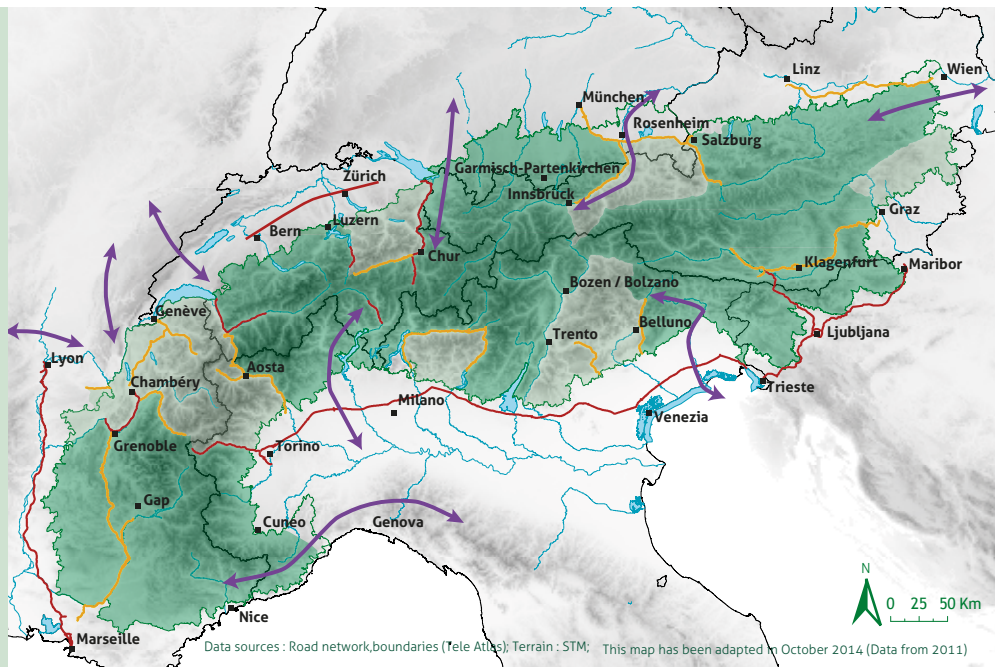 Linz
Wien
München
Rosenheim
Salzburg
Garmisch-Partenkirchen
Zürich
Innsbruck
Luzern
Graz
Bern
Chur
Klagenfurt
Maribor
Bozen / Bolzano
Genève
Belluno
Trento
Ljubljana
Lyon
Aosta
Chambéry
Trieste
Milano
Venezia
Grenoble
Torino
Gap
Cunéo
Genova
N
0 25 50 Km
Nice
Marseille
Data sources : Road network,boundaries (Tele Atlas); Terrain : STM;
This map has been adapted in October 2014 (Data from 2011)